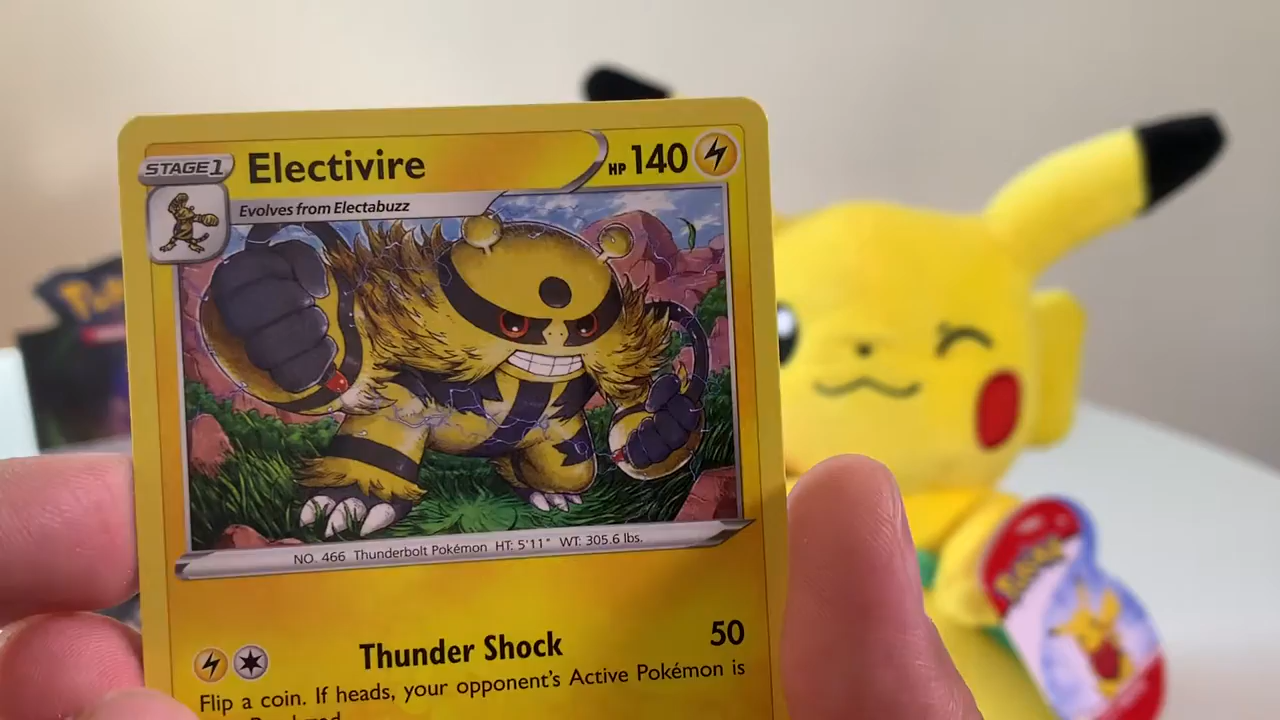 STAGE 1
Electivire
HP 140
Evolves from Electabuzz
NO. 466 Thunderbolt Pokémon HT: 5'11" WT: 305.6 lbs.
Thunder Shock 50
Flip a coin. If heads, your opponent's Active Pokémon is